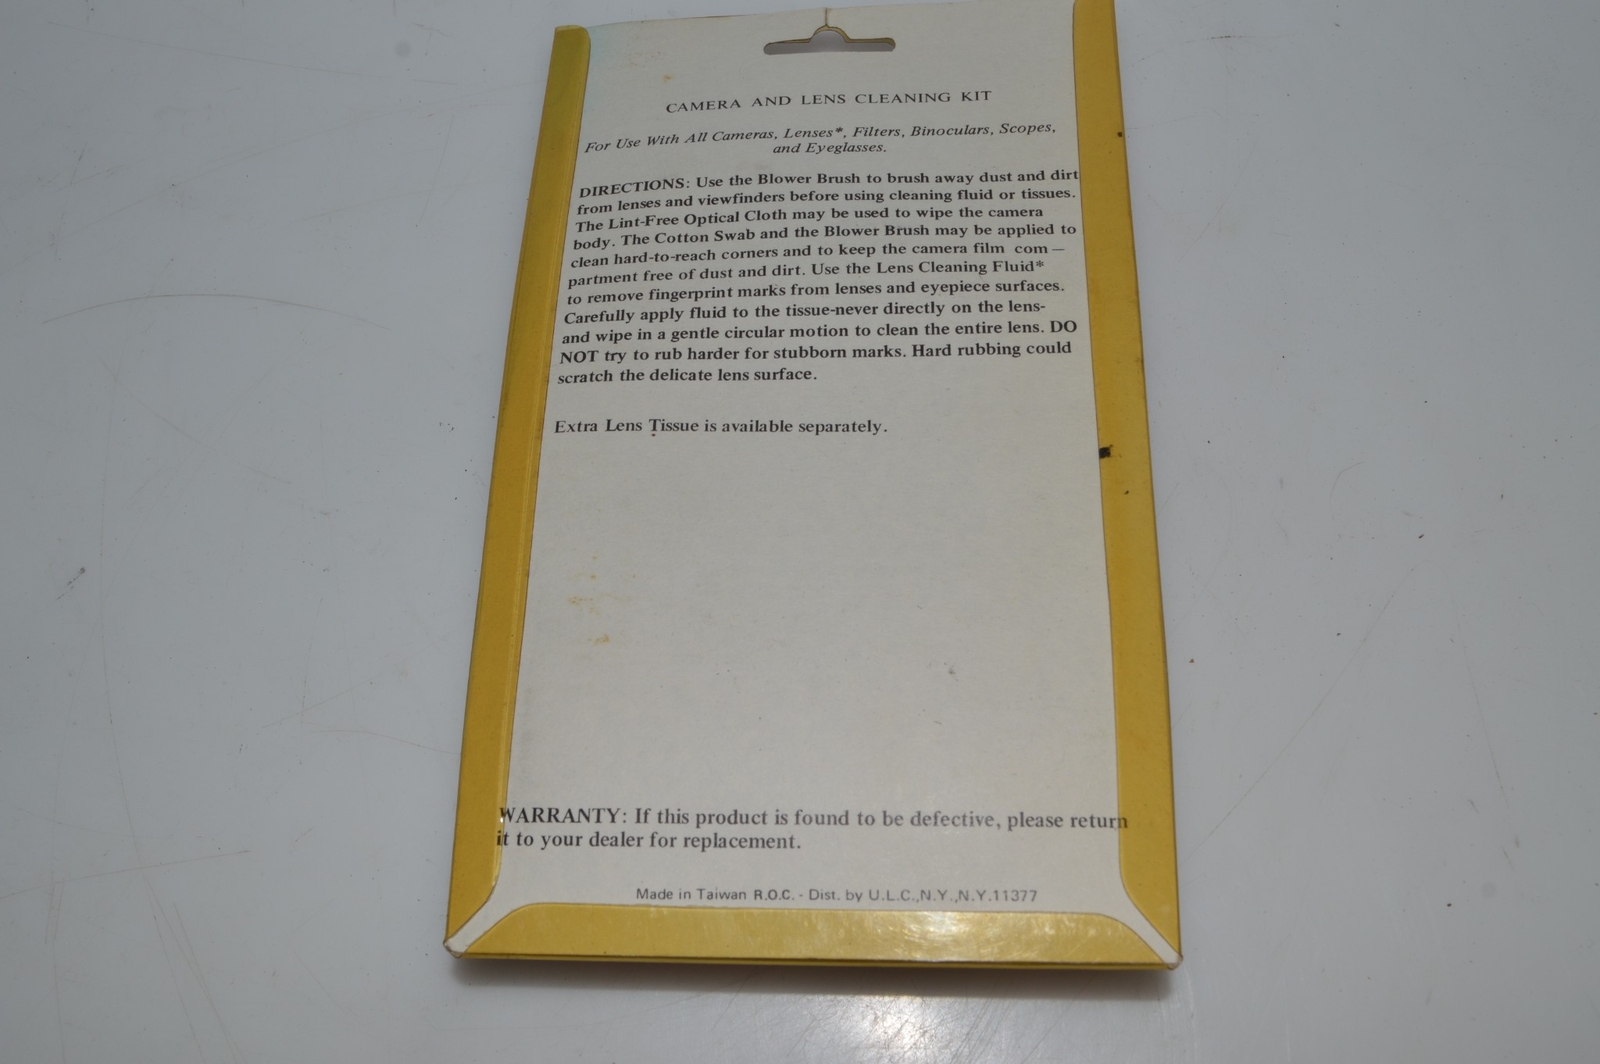 CAMERA AND LENS CLEANING KIT
For Use With All Cameras, Lenses*, Filters, Binoculars, Scopes,
and Eyeglasses.
DIRECTIONS: Use the Blower Brush to brush away dust and dirt
from lenses and viewfinders before using cleaning fluid or tissues.
The Lint-Free Optical Cloth may be used to wipe the camera
body. The Cotton Swab and the Blower Brush may be applied to
clean hard-to-reach corners and to keep the camera film com —
partment free of dust and dirt. Use the Lens Cleaning Fluid*
to remove fingerprint marks from lenses and eyepiece surfaces.
Carefully apply fluid to the tissue-never directly on the lens-
and wipe in a gentle circular motion to clean the entire lens. DO
NOT try to rub harder for stubborn marks. Hard rubbing could
scratch the delicate lens surface.
Extra Lens Tissue is available separately.
WARRANTY: If this product is found to be defective, please return
it to your dealer for replacement.
Made in Taiwan R.O.C. - Dist. by U.L.C.,N.Y.,N.Y.11377